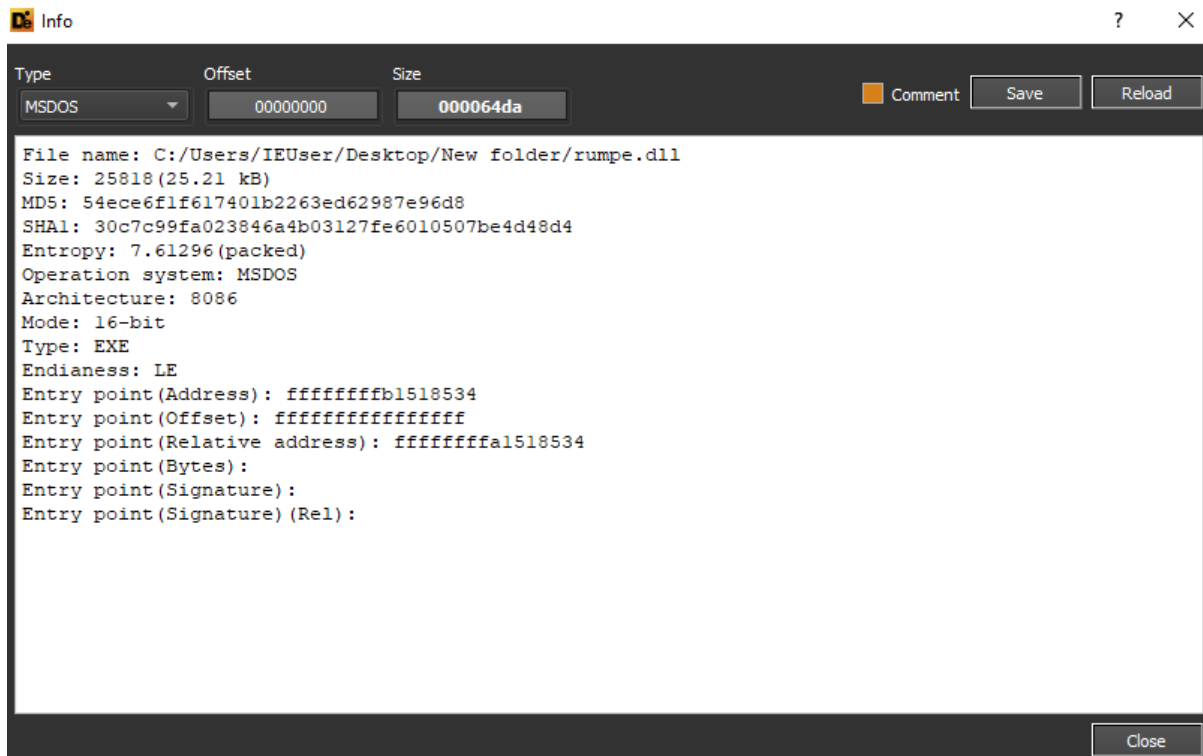 De Info ? ×
Type Offset Size
MSDOS 00000000 000064da Comment Save Reload
File name: C:/Users/IEUser/Desktop/New folder/rumpe.dll
Size: 25818(25.21 kB)
MD5: 54ece6f1f617401b2263ed62987e96d8
SHA1: 30c7c99fa023846a4b03127fe6010507be4d48d4
Entropy: 7.61296(packed)
Operation system: MSDOS
Architecture: 8086
Mode: 16-bit
Type: EXE
Endianess: LE
Entry point(Address): ffffffffb1518534
Entry point(Offset): ffffffffffffffff
Entry point(Relative address): ffffffffa1518534
Entry point(Bytes):
Entry point(Signature):
Entry point(Signature)(Rel):
Close